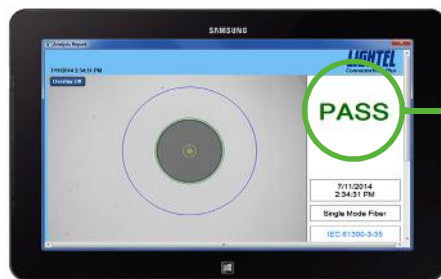 SAMSUNG
Analysis Report
LIGHTEL
7/11/2014 2:34:31 PM
Overlay Off
PASS
7/11/2014
2:34:31 PM
Single Mode Fiber
IEC-61300-3-35